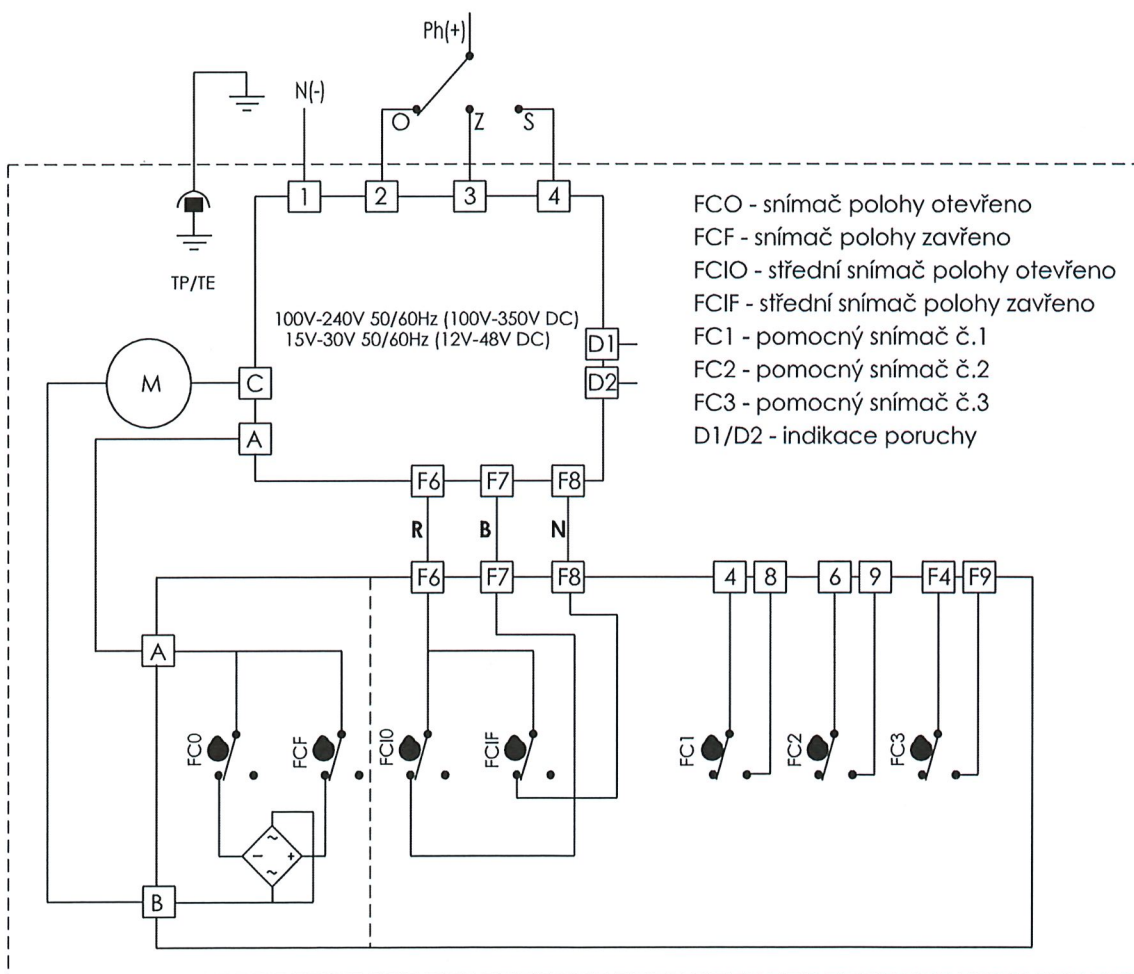 Ph(+)
N(-)
O Z S
1 2 3 4
TP/TE
FCO - snímač polohy otevřeno
FCF - snímač polohy zavřeno
FCIO - střední snímač polohy otevřeno
FCIF - střední snímač polohy zavřeno
FC1 - pomocný snímač č.1
FC2 - pomocný snímač č.2
FC3 - pomocný snímač č.3
D1/D2 - indikace poruchy
100V-240V 50/60Hz (100V-350V DC)
15V-30V 50/60Hz (12V-48V DC)
D1
D2
M
C
A
F6 F7 F8
R B N
F6 F7 F8 4 8 6 9 F4 F9
A
FC0 FCF FCI0 FCIF FC1 FC2 FC3
~
- +
~
B